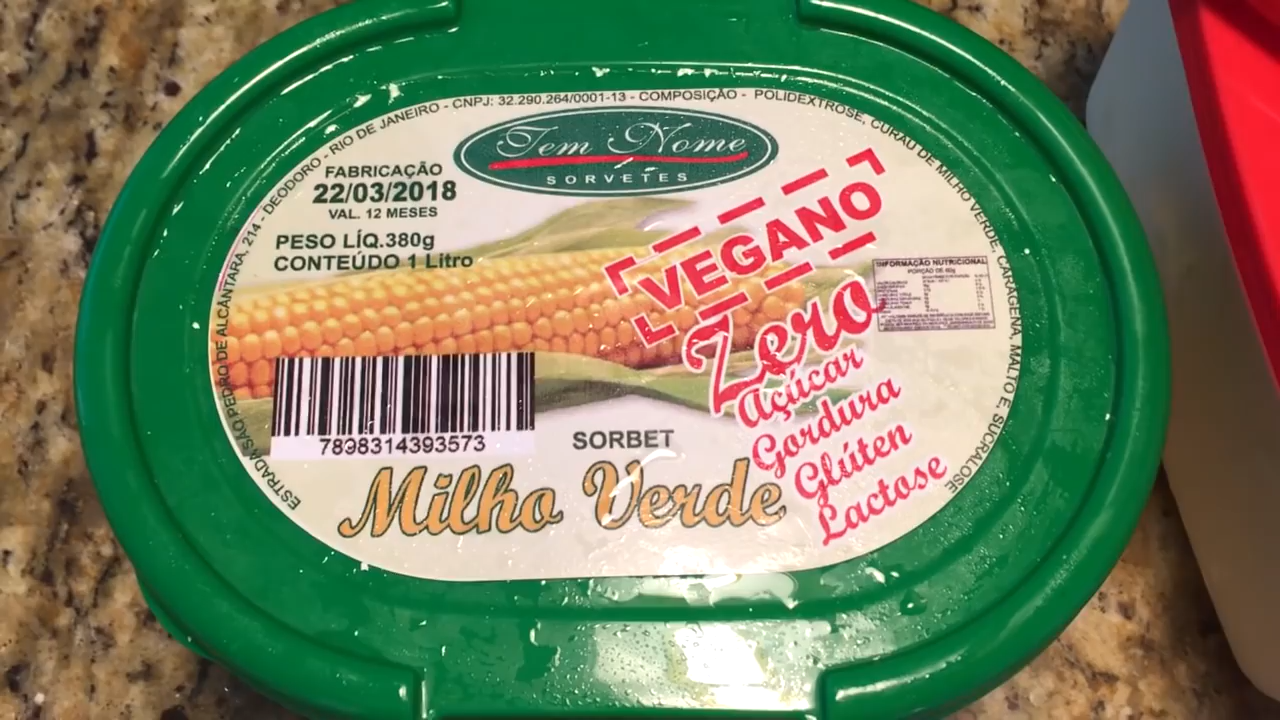 ESTRADA SÃO PEDRO DE ALCÂNTARA, 214 - DEODORO - RIO DE JANEIRO - CNPJ: 32.290.264/0001-13 - COMPOSIÇÃO - POLIDEXTROSE, CURAU DE MILHO VERDE, CARAGENA, MALTO E, SUCRALOSE
Tem Nome
SORVETES
FABRICAÇÃO
22/03/2018
VAL. 12 MESES
PESO LÍQ.380g
CONTEÚDO 1 Litro
VEGANO
Zero
Açúcar
Gordura
Glúten
Lactose
INFORMAÇÃO NUTRICIONAL
PORÇÃO DE 60g
7898314393573
SORBET
Milho Verde